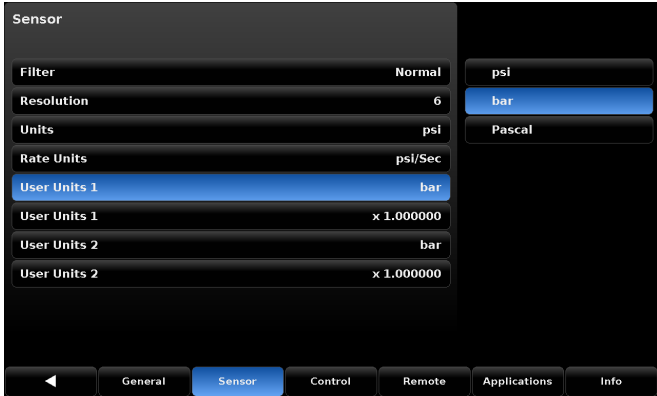 Sensor
Filter Normal
Resolution 6
Units psi
Rate Units psi/Sec
User Units 1 bar
User Units 1 x 1.000000
User Units 2 bar
User Units 2 x 1.000000
psi
bar
Pascal
General Sensor Control Remote Applications Info